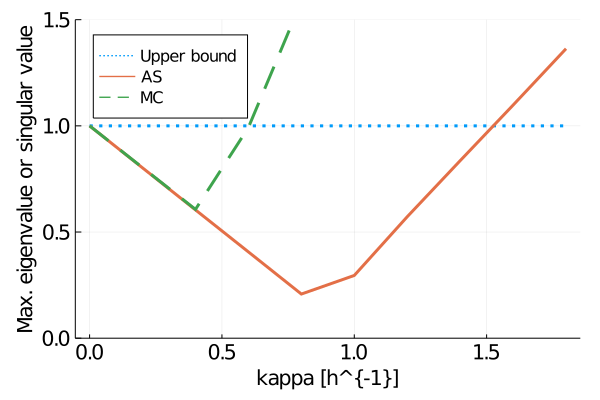 Max. eigenvalue or singular value
1.5
1.0
0.5
0.0
Upper bound
AS
MC
0.0 0.5 1.0 1.5
kappa [h^{-1}]